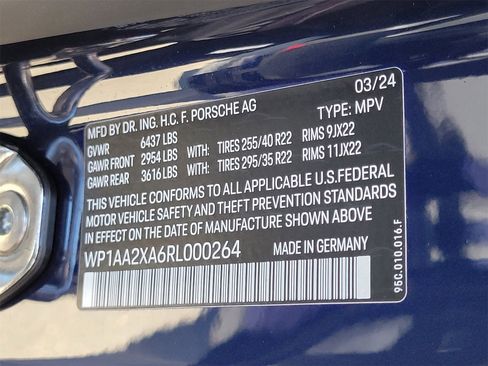 03/24
MFD BY DR. ING. H.C. F. PORSCHE AG TYPE: MPV
GVWR 6437 LBS
GAWR FRONT 2954 LBS WITH: TIRES 255/40 R22 RIMS 9JX22
GAWR REAR 3616 LBS WITH: TIRES 295/35 R22 RIMS 11JX22
THIS VEHICLE CONFORMS TO ALL APPLICABLE U.S.FEDERAL
MOTOR VEHICLE SAFETY AND THEFT PREVENTION STANDARDS
IN EFFECT ON THE DATE OF MANUFACTURE SHOWN ABOVE.
WP1AA2XA6RL000264 MADE IN GERMANY
95C.010.016.F